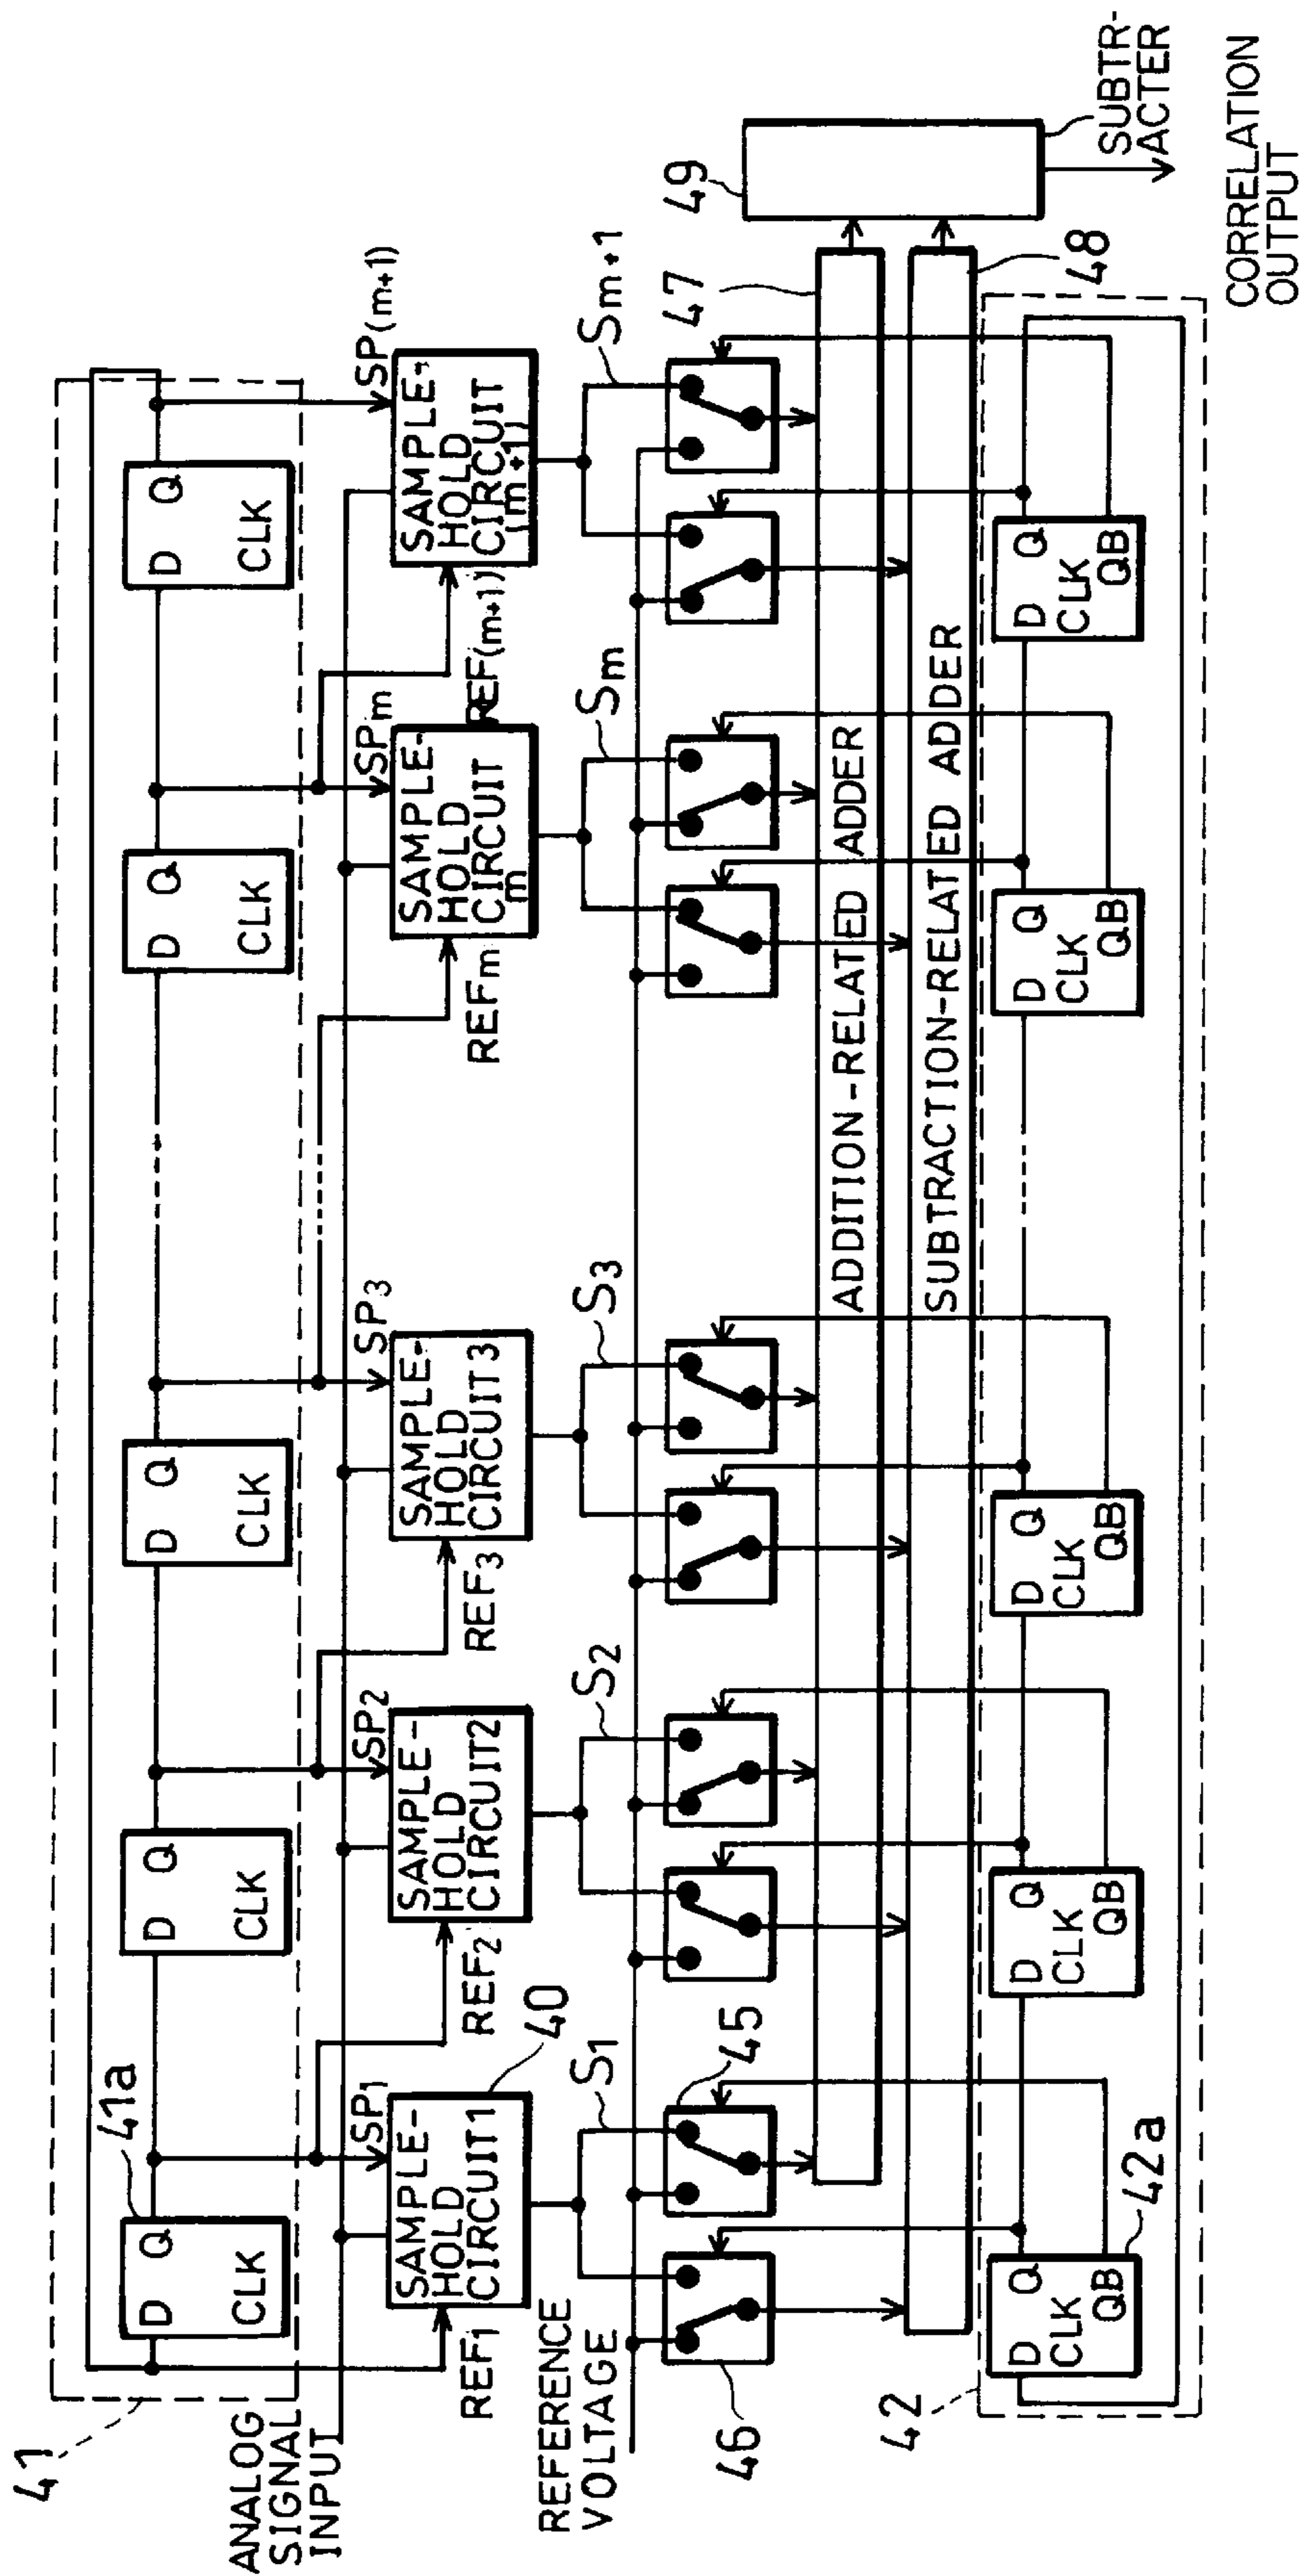 41
41a
D Q
CLK
D Q
CLK
D Q
CLK
D Q
CLK
D Q
CLK
ANALOG
SIGNAL
INPUT
SP1
SP2
SP3
SPm
SP(m+1)
SAMPLE-
HOLD
CIRCUIT1
SAMPLE-
HOLD
CIRCUIT2
SAMPLE-
HOLD
CIRCUIT3
SAMPLE-
HOLD
CIRCUIT
m
SAMPLE-
HOLD
CIRCUIT
(m+1)
REF1
REF2
REF3
REFm
REF(m+1)
40
REFERENCE
VOLTAGE
S1
S2
S3
Sm
Sm+1
45
46
47
49
ADDITION-RELATED ADDER
SUBTRACTION-RELATED ADDER
48
SUBTR-
ACTER
42
D Q
CLK
QB
D Q
CLK
QB
D Q
CLK
QB
D Q
CLK
QB
D Q
CLK
QB
42a
CORRELATION
OUTPUT